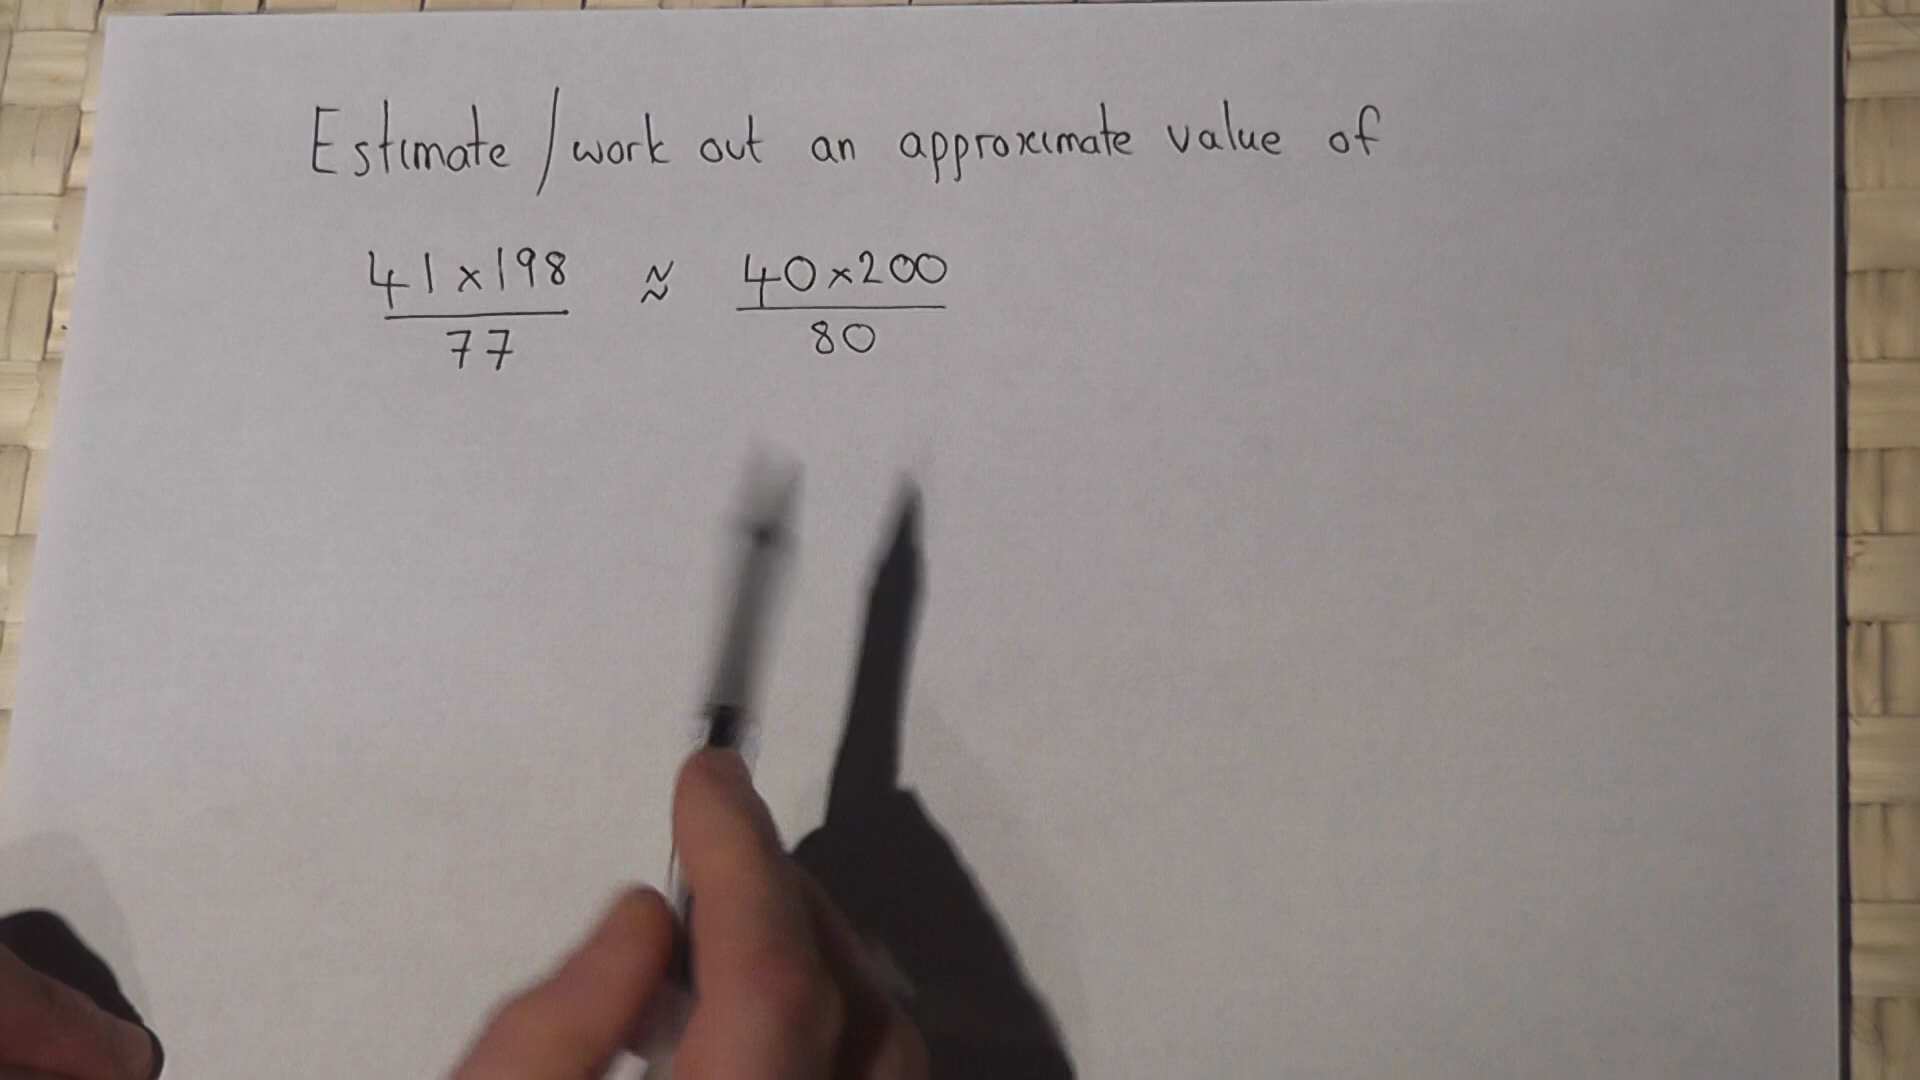 Estimate / work out an approximate value of
41 × 198 ≈ 40 × 200
77 80